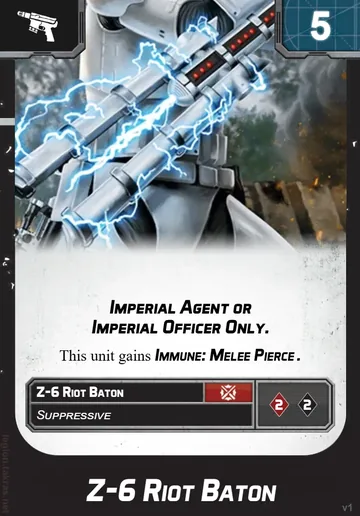 5
IMPERIAL AGENT OR
IMPERIAL OFFICER ONLY.
This unit gains IMMUNE: MELEE PIERCE.
Z-6 RIOT BATON
SUPPRESSIVE
2 2
Z-6 RIOT BATON
v1